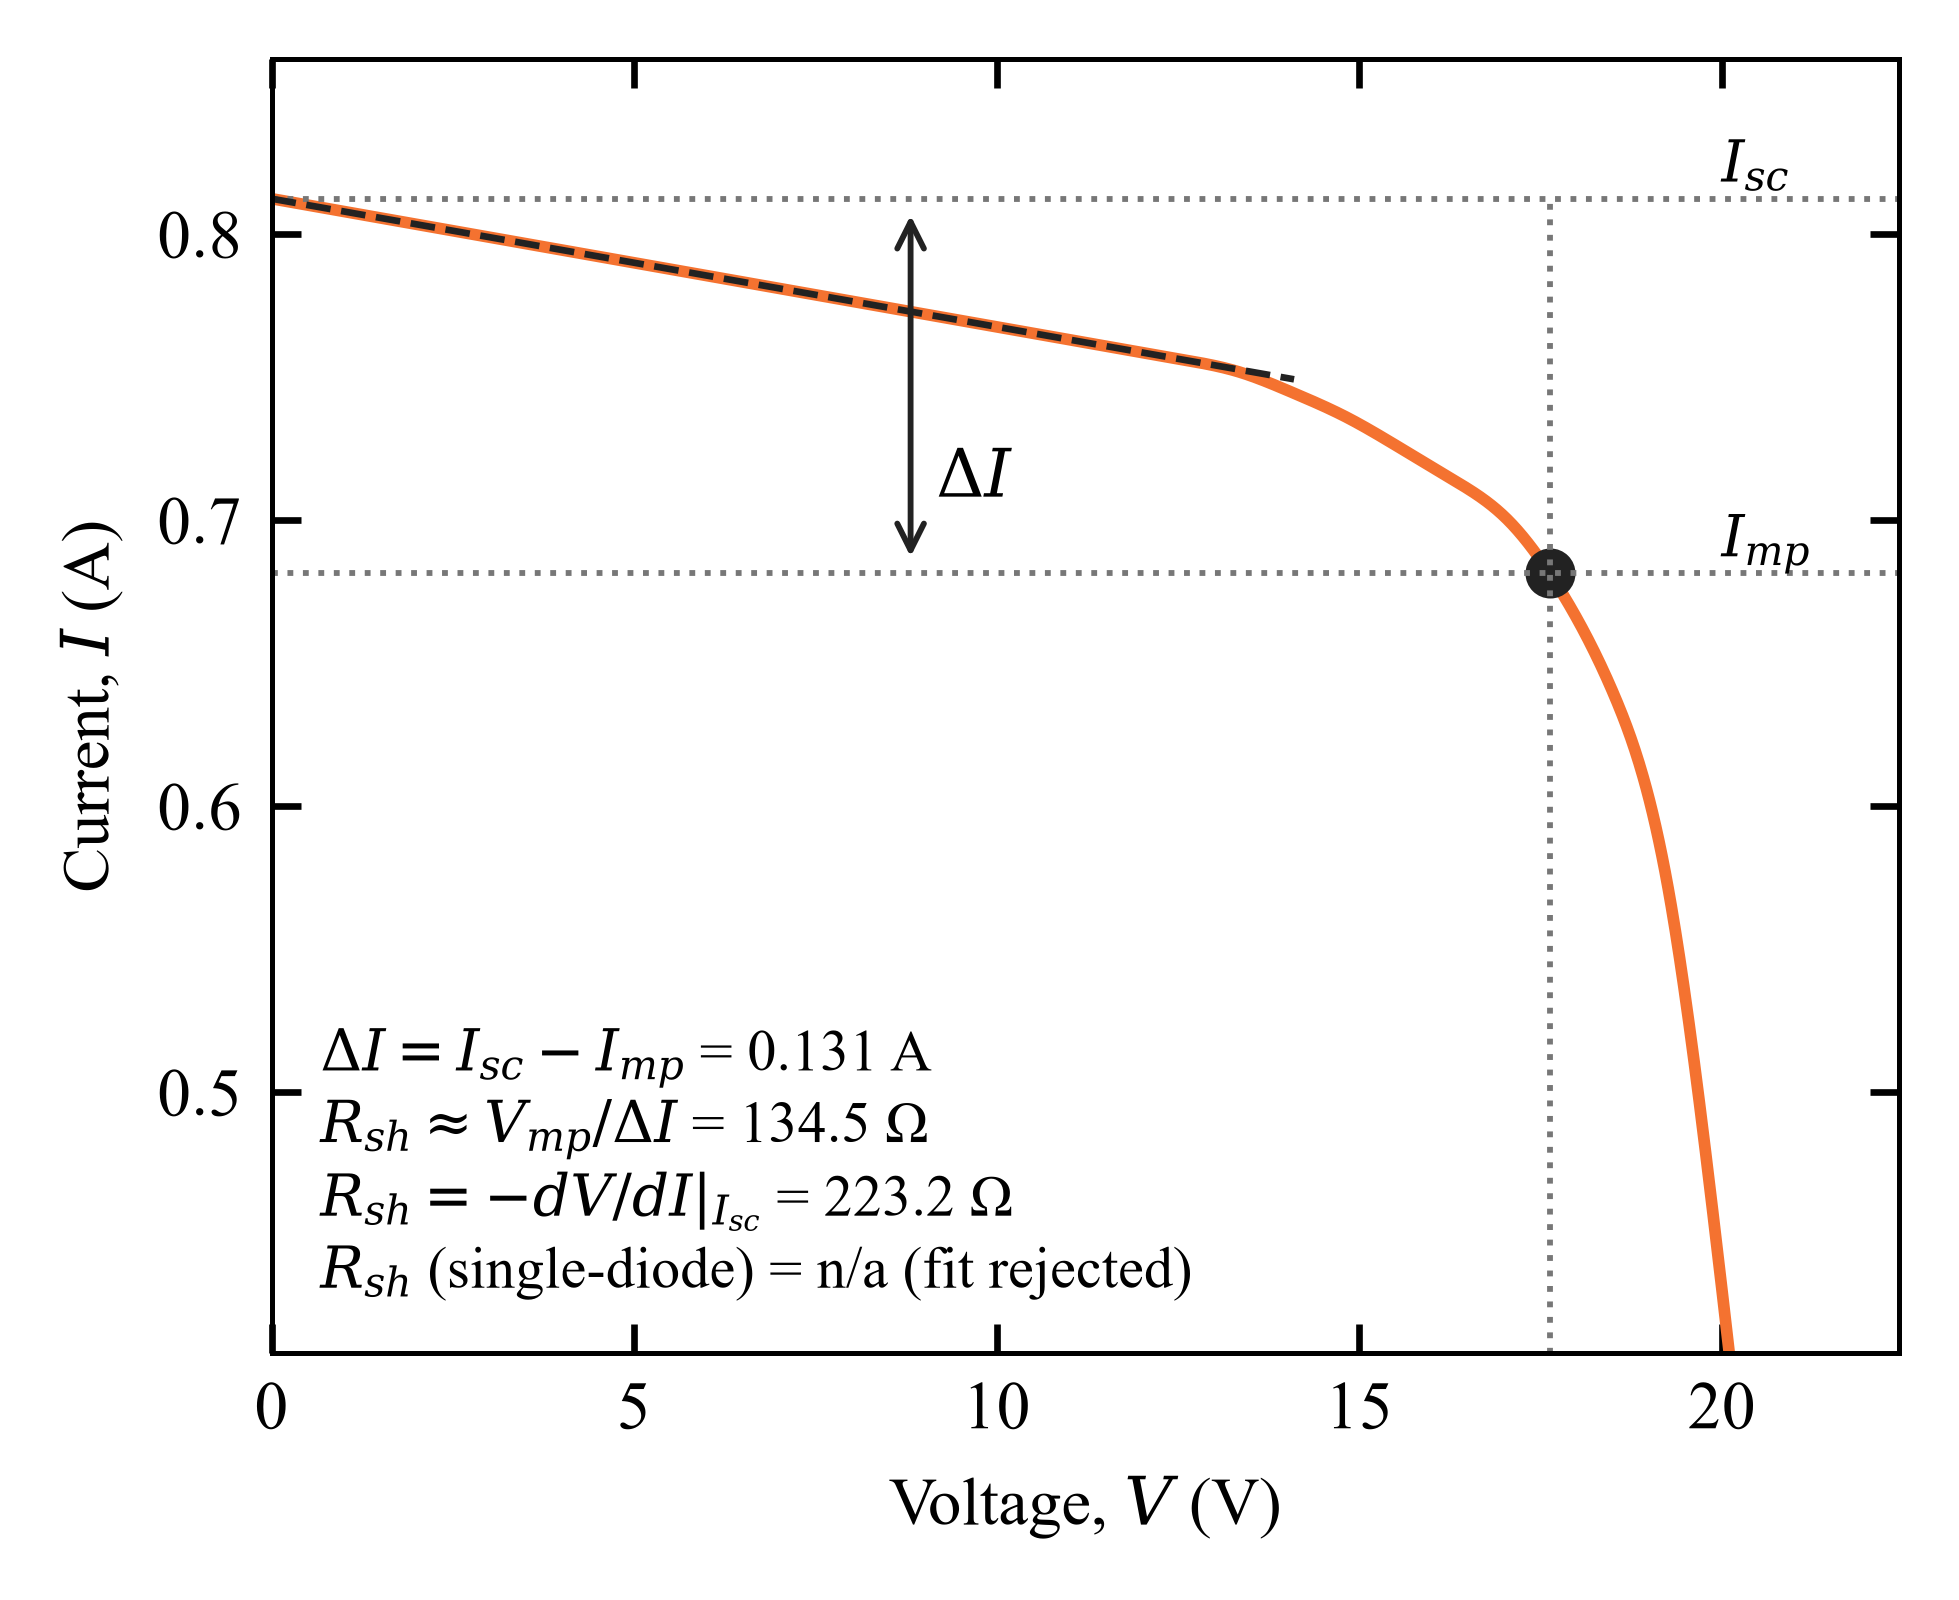 I_sc
0.8
ΔI
0.7
I_mp
0.6
0.5
Current, I (A)
ΔI = I_sc − I_mp = 0.131 A
R_sh ≈ V_mp/ΔI = 134.5 Ω
R_sh = −dV/dI|_I_sc = 223.2 Ω
R_sh (single-diode) = n/a (fit rejected)
0 5 10 15 20
Voltage, V (V)